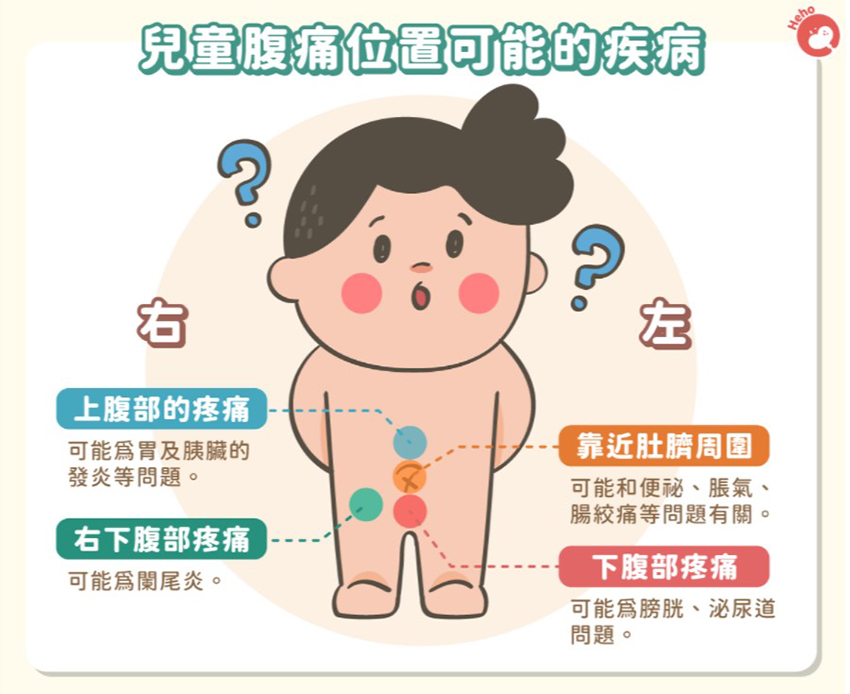 兒童腹痛位置可能的疾病
Heho
右
左
上腹部的疼痛
可能爲胃及胰臟的
發炎等問題。
靠近肚臍周圍
可能和便祕、脹氣、
腸絞痛等問題有關。
右下腹部疼痛
可能爲闌尾炎。
下腹部疼痛
可能爲膀胱、泌尿道
問題。